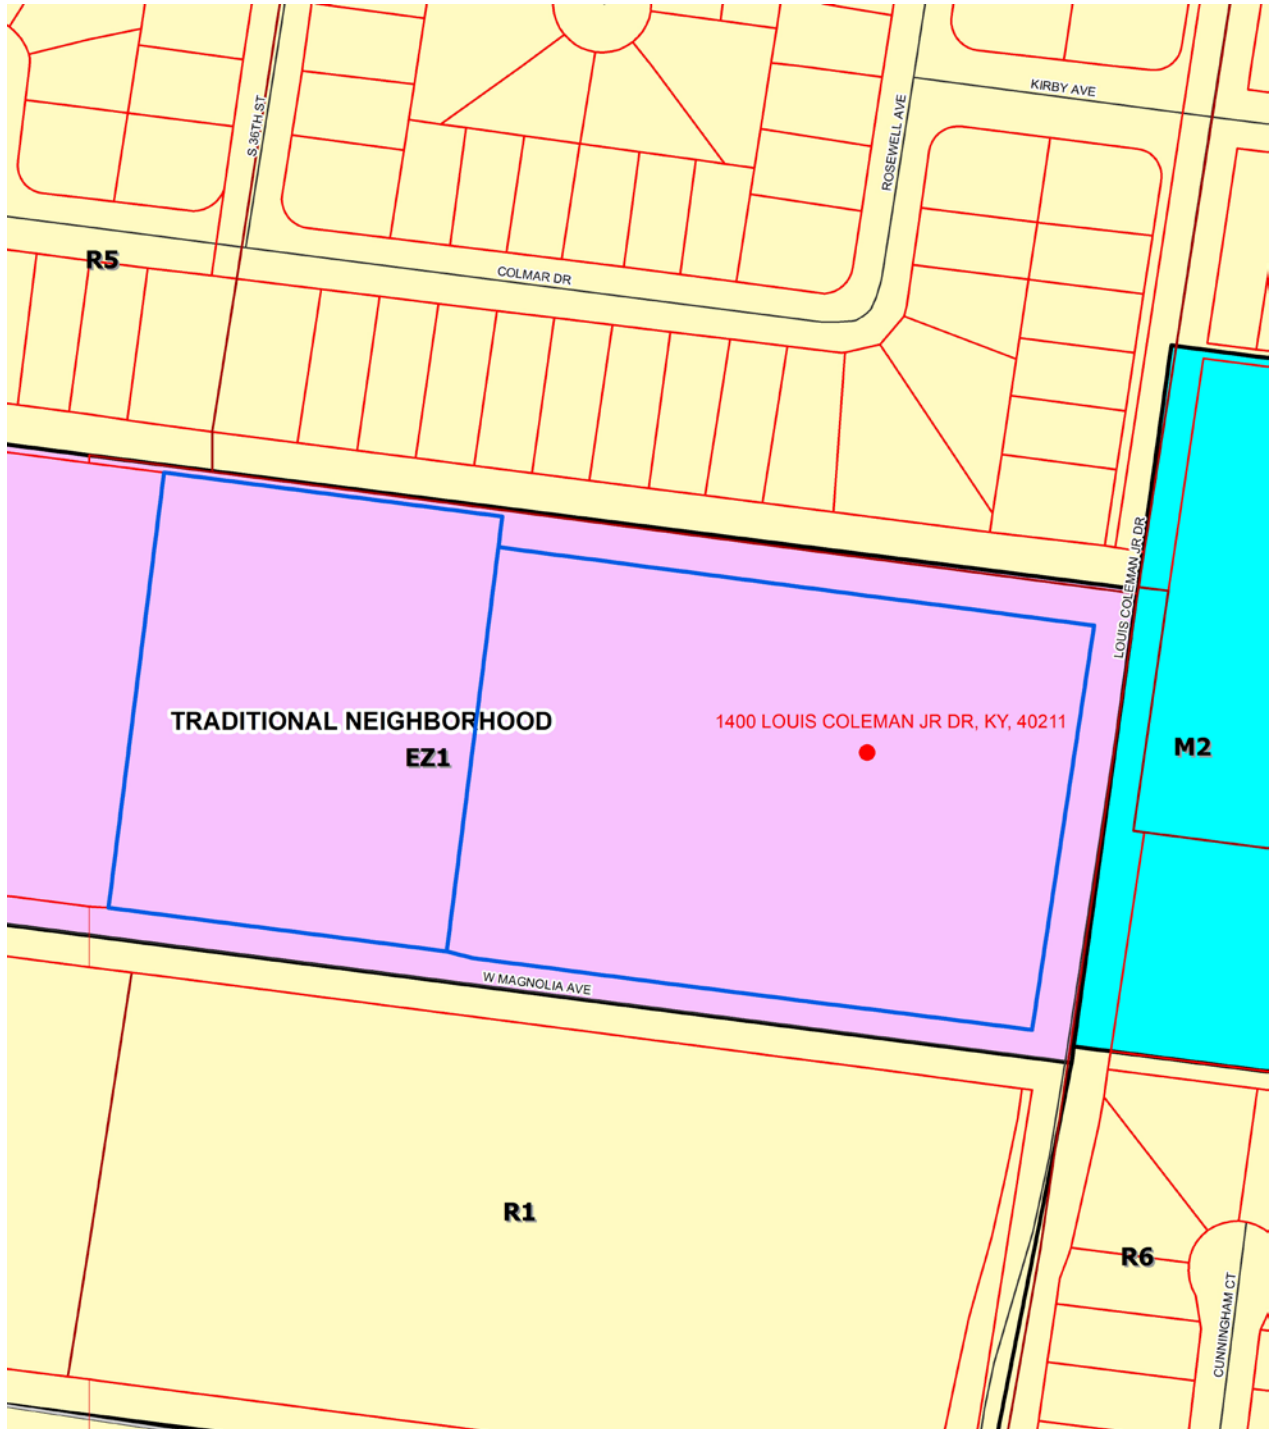 KIRBY AVE
S 36TH ST
ROSEWELL AVE
R5
COLMAR DR
LOUIS COLEMAN JR DR
TRADITIONAL NEIGHBORHOOD
1400 LOUIS COLEMAN JR DR, KY, 40211
EZ1
M2
W MAGNOLIA AVE
R1
R6
CUNNINGHAM CT